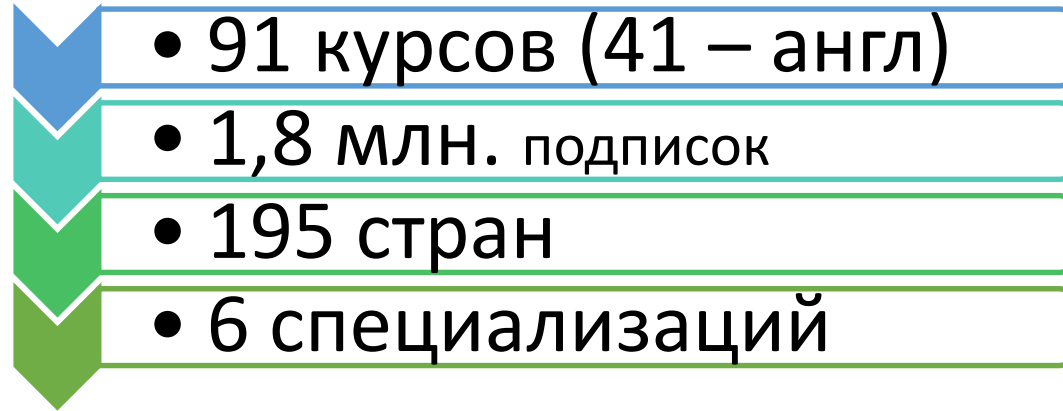 • 91 курсов (41 – англ)
• 1,8 млн. подписок
• 195 стран
• 6 специализаций